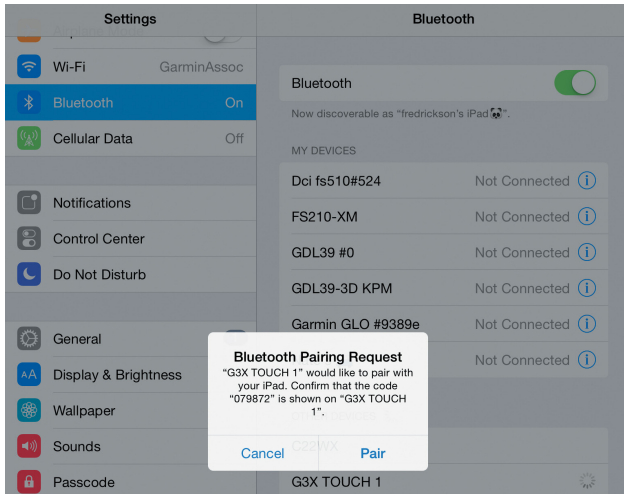 Settings
Wi-Fi
GarminAssoc
Bluetooth
On
Cellular Data
Off
Notifications
Control Center
Do Not Disturb
General
AA
Display & Brightness
Wallpaper
Sounds
Passcode
Bluetooth
Bluetooth
Now discoverable as “fredrickson’s iPad🐼”.
MY DEVICES
Dci fs510#524
Not Connected
FS210-XM
Not Connected
GDL39 #0
Not Connected
GDL39-3D KPM
Not Connected
Garmin GLO #9389e
Not Connected
Not Connected
C22WX
G3X TOUCH 1
Bluetooth Pairing Request
“G3X TOUCH 1” would like to pair with
your iPad. Confirm that the code
“079872” is shown on “G3X TOUCH
1”.
Cancel
Pair